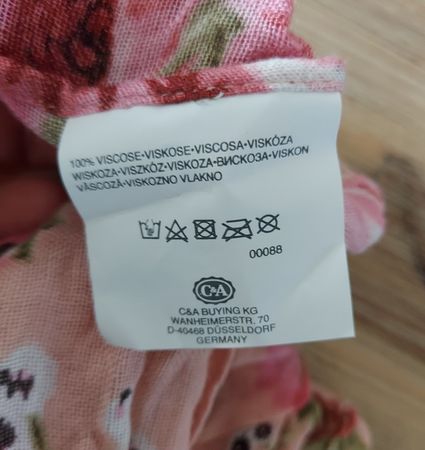 100% VISCOSE•VISKOSE•VISCOSA•VISKÓZA
WISKOZA•VISZKÓZ•VISKOZA•ВИСКОЗА•VISKON
VÂSCOZĂ•VISKOZNO VLAKNO
00088
C&A
C&A BUYING KG
WANHEIMERSTR. 70
D-40468 DÜSSELDORF
GERMANY